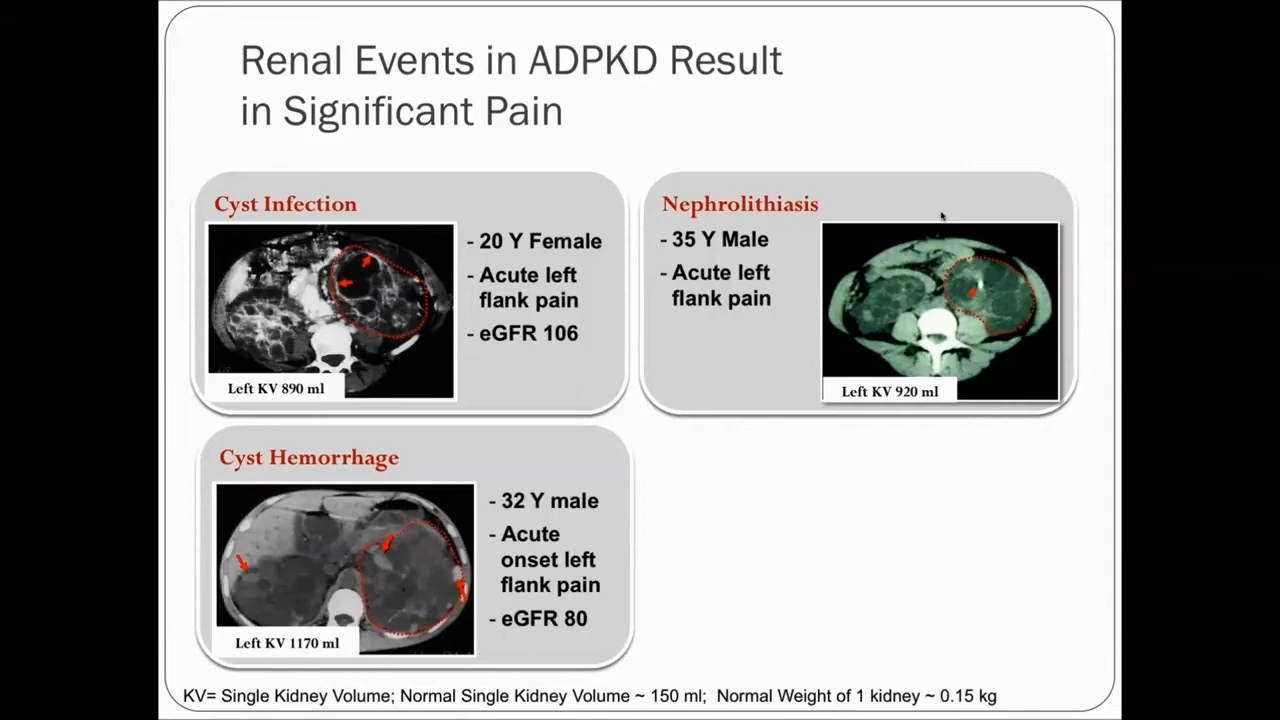 Renal Events in ADPKD Result
in Significant Pain
Cyst Infection
- 20 Y Female
- Acute left
flank pain
- eGFR 106
Left KV 890 ml
Nephrolithiasis
- 35 Y Male
- Acute left
flank pain
Left KV 920 ml
Cyst Hemorrhage
- 32 Y male
- Acute
onset left
flank pain
- eGFR 80
Left KV 1170 ml
KV= Single Kidney Volume; Normal Single Kidney Volume ~ 150 ml; Normal Weight of 1 kidney ~ 0.15 kg